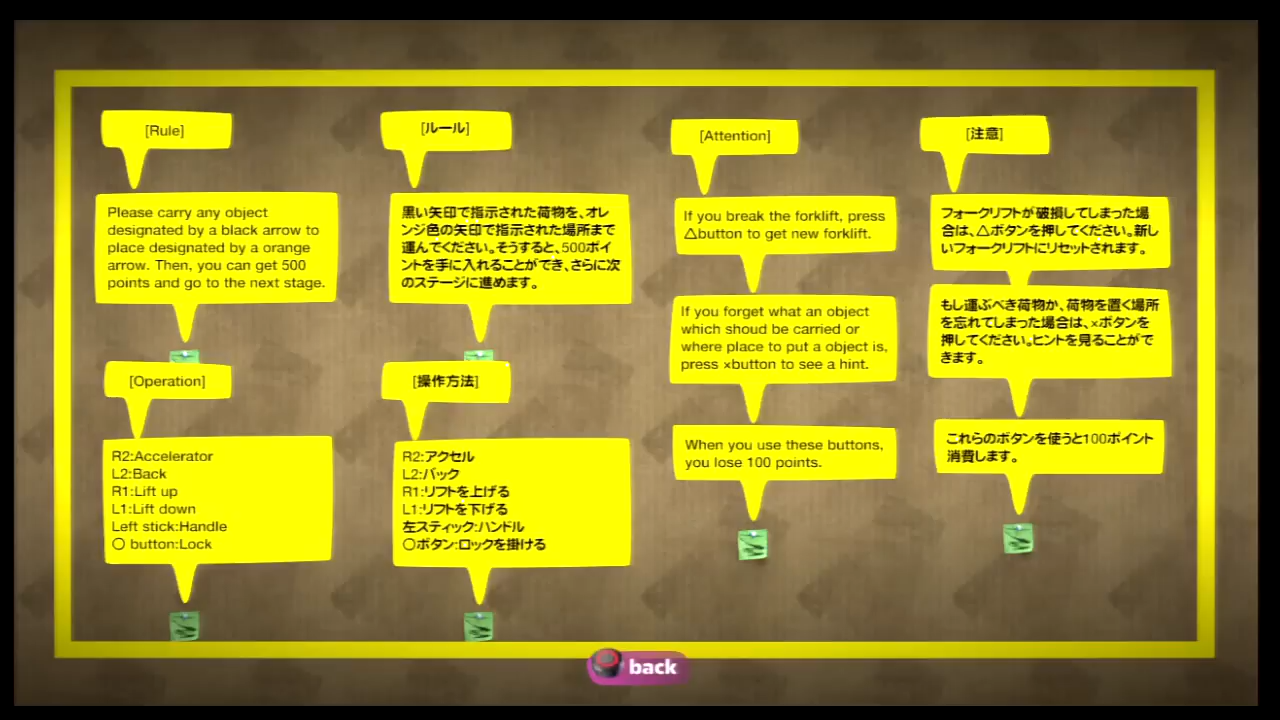 [Rule]
Please carry any object
designated by a black arrow to
place designated by a orange
arrow. Then, you can get 500
points and go to the next stage.
[Operation]
R2:Accelerator
L2:Back
R1:Lift up
L1:Lift down
Left stick:Handle
○ button:Lock
[ルール]
黒い矢印で指示された荷物を、オレ
ンジ色の矢印で指示された場所まで
運んでください。そうすると、500ポイ
ントを手に入れることができ、さらに次
のステージに進めます。
[操作方法]
R2:アクセル
L2:バック
R1:リフトを上げる
L1:リフトを下げる
左スティック:ハンドル
○ボタン:ロックを掛ける
[Attention]
If you break the forklift, press
△button to get new forklift.
If you forget what an object
which shoud be carried or
where place to put a object is,
press ×button to see a hint.
When you use these buttons,
you lose 100 points.
[注意]
フォークリフトが破損してしまった場
合は、△ボタンを押してください。新し
いフォークリフトにリセットされます。
もし運ぶべき荷物か、荷物を置く場所
を忘れてしまった場合は、×ボタンを
押してください。ヒントを見ることがで
きます。
これらのボタンを使うと100ポイント
消費します。
back